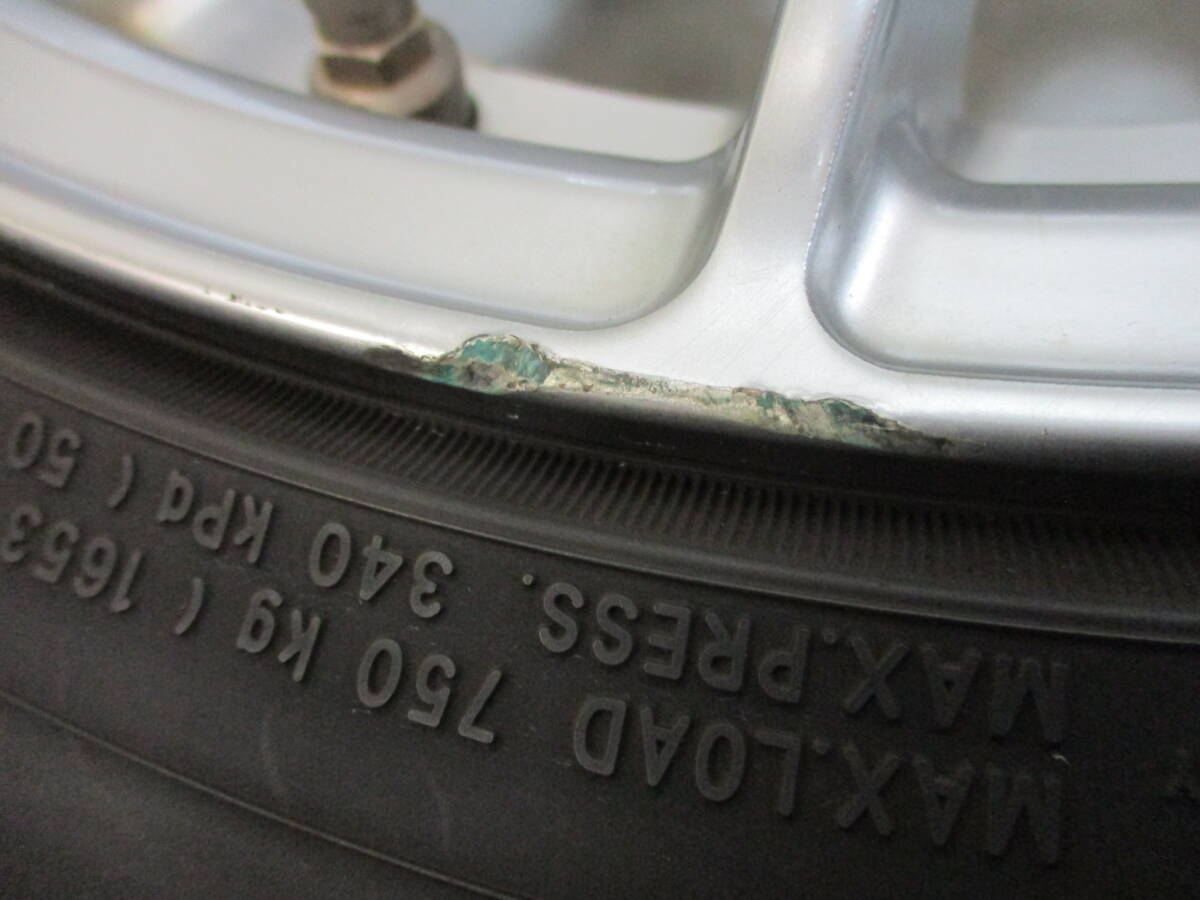 MAX.LOAD 750 kg ( 1653
MAX.PRESS. 340 kPa ( 50